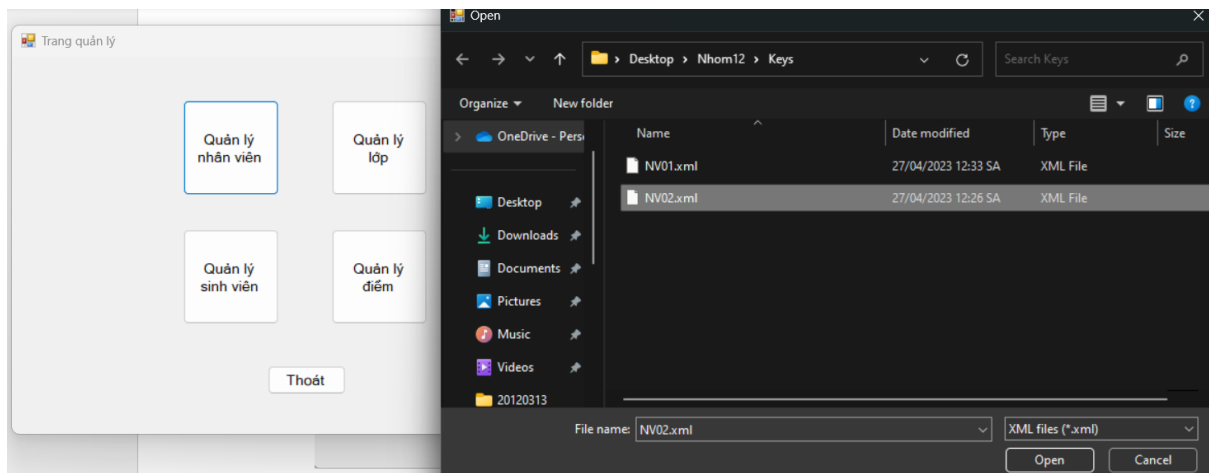 Trang quản lý
Quản lý
nhân viên
Quản lý
lớp
Quản lý
sinh viên
Quản lý
điểm
Thoát
Open
Desktop > Nhom12 > Keys
Search Keys
Organize
New folder
OneDrive - Pers
Desktop
Downloads
Documents
Pictures
Music
Videos
20120313
Name Date modified Type Size
NV01.xml 27/04/2023 12:33 SA XML File
NV02.xml 27/04/2023 12:26 SA XML File
File name: NV02.xml XML files (*.xml)
Open Cancel